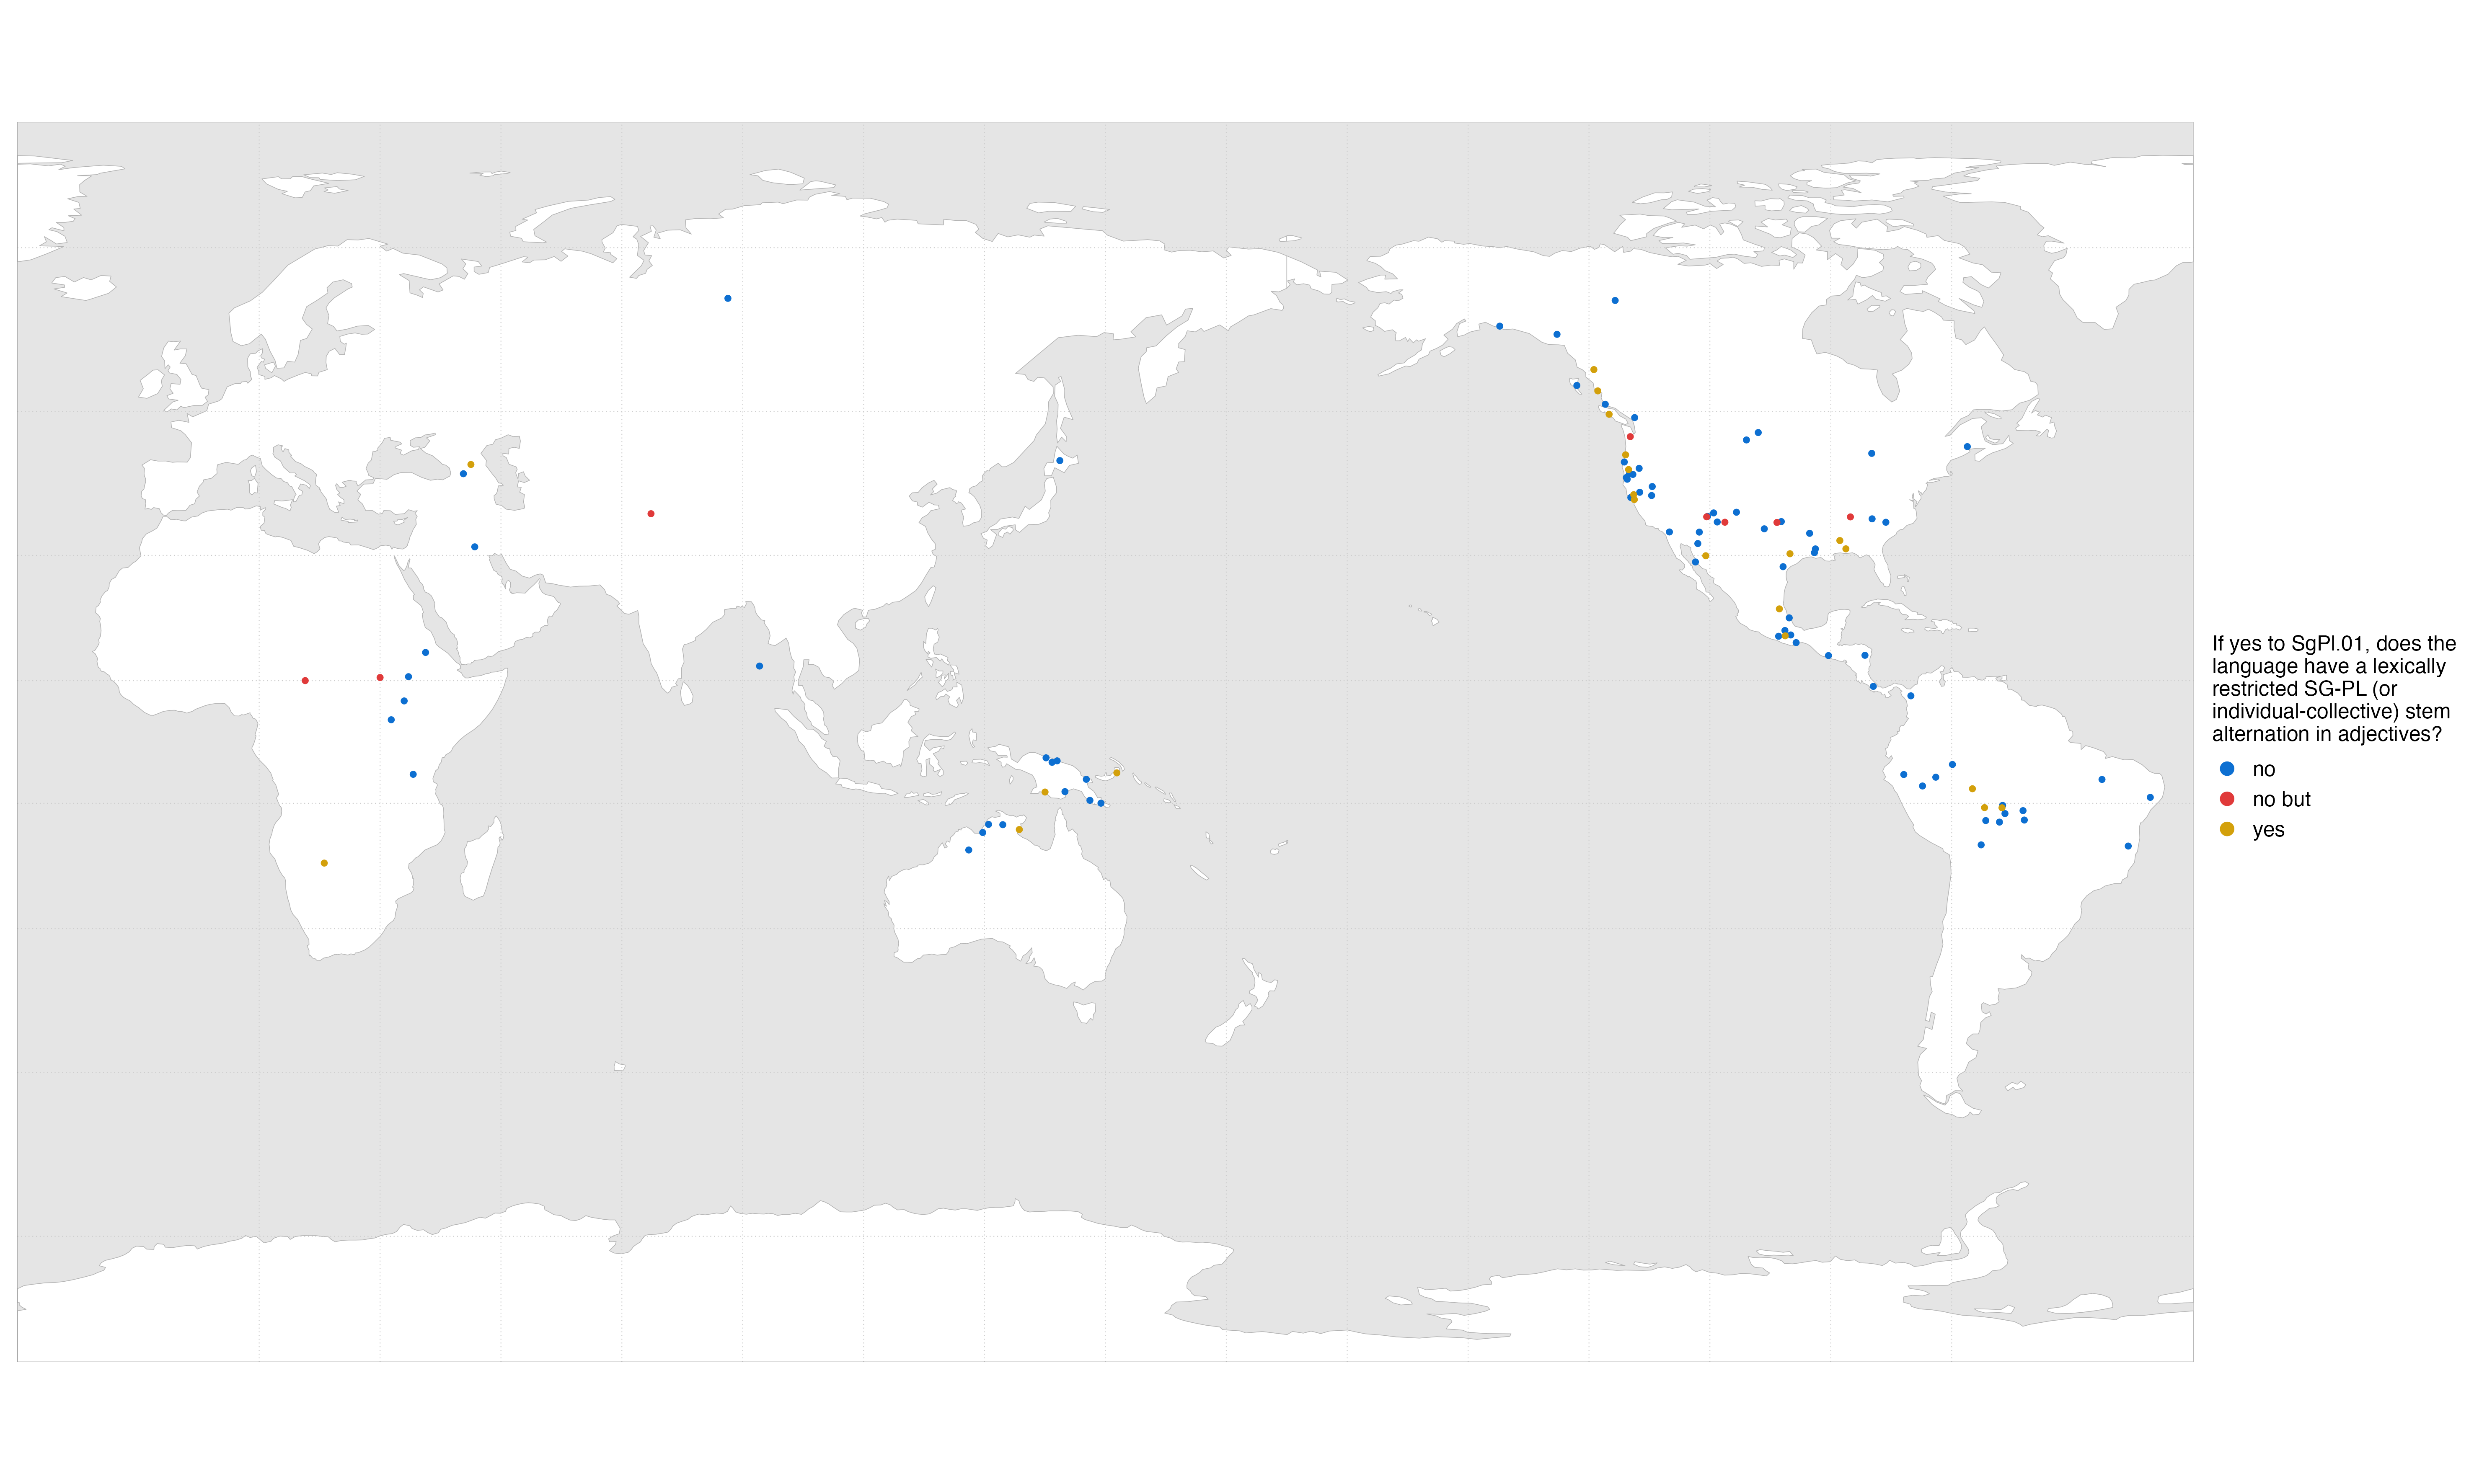 If yes to SgPl.01, does the
language have a lexically
restricted SG-PL (or
individual-collective) stem
alternation in adjectives?
no
no but
yes